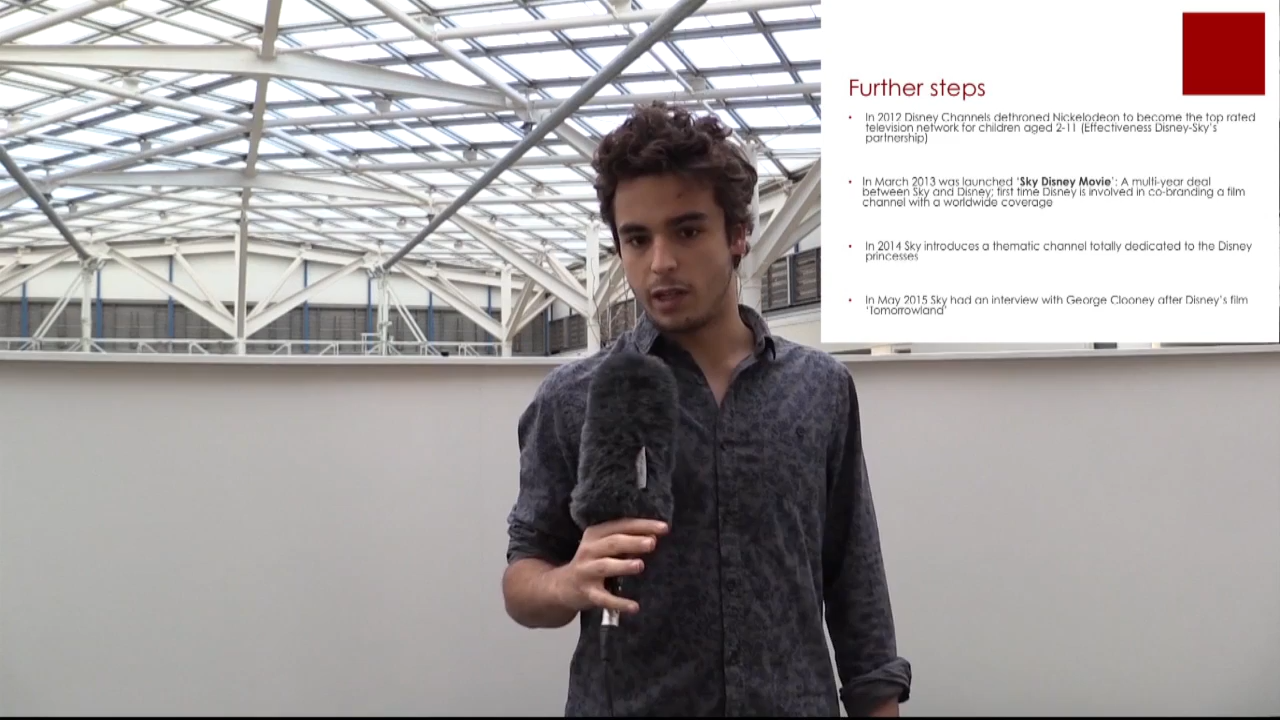 Further steps
• In 2012 Disney Channels dethroned Nickelodeon to become the top rated
television network for children aged 2-11 (Effectiveness Disney-Sky's
partnership)
• In March 2013 was launched 'Sky Disney Movie': A multi-year deal
between Sky and Disney; first time Disney is involved in co-branding a film
channel with a worldwide coverage
• In 2014 Sky introduces a thematic channel totally dedicated to the Disney
princesses
• In May 2015 Sky had an interview with George Clooney after Disney's film
'Tomorrowland'